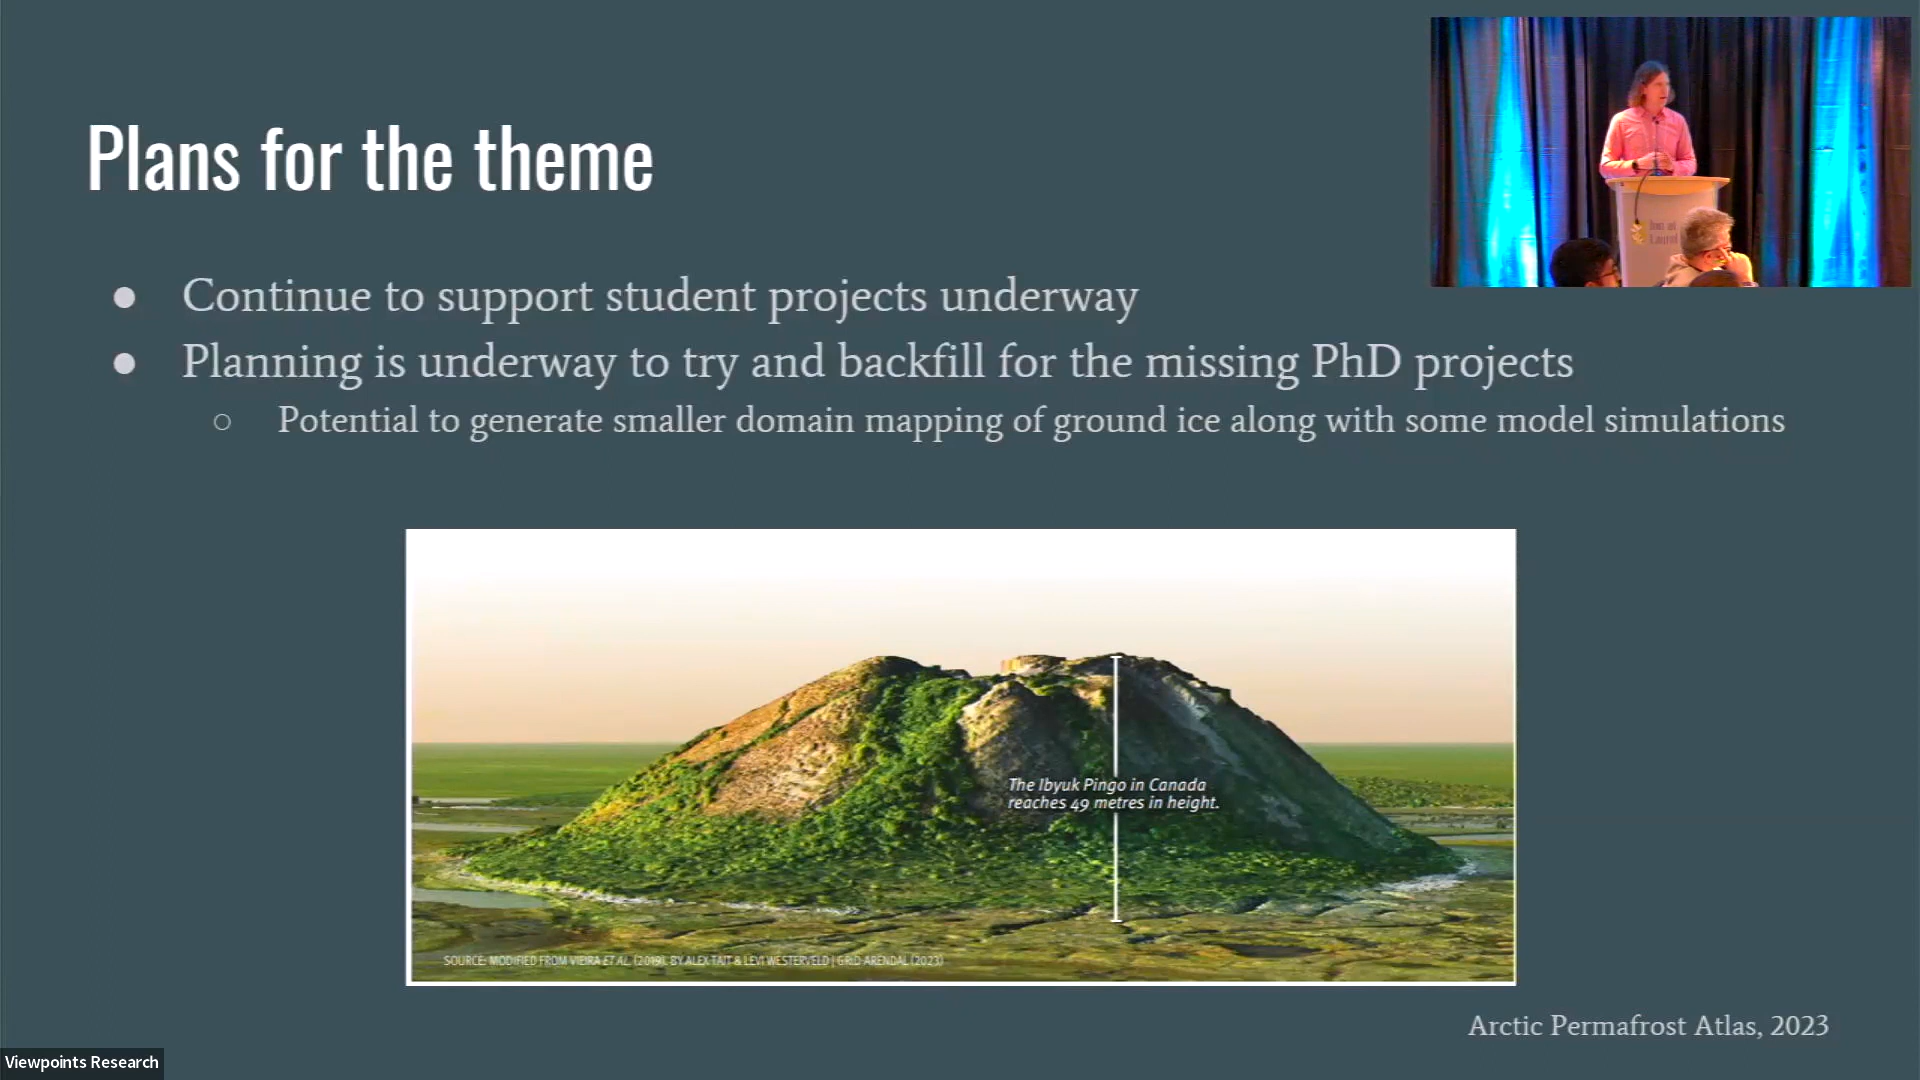 Plans for the theme
● Continue to support student projects underway
● Planning is underway to try and backfill for the missing PhD projects
○ Potential to generate smaller domain mapping of ground ice along with some model simulations
The Ibyuk Pingo in Canada
reaches 49 metres in height.
SOURCE: MODIFIED FROM VIEIRA ET AL. (2019). BY ALEX TAIT & LEVI WESTERVELD | GRID-ARENDAL (2023)
Arctic Permafrost Atlas, 2023
Viewpoints Research